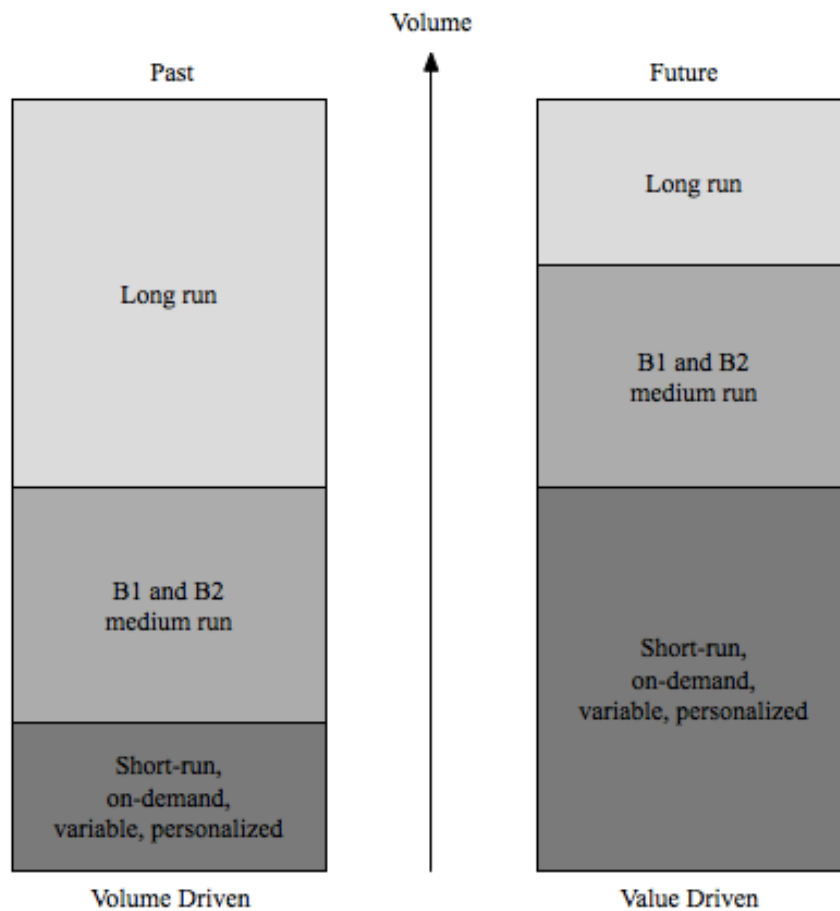 Volume
Past
Future
Long run
B1 and B2
medium run
Short-run,
on-demand,
variable, personalized
Volume Driven
Long run
B1 and B2
medium run
Short-run,
on-demand,
variable, personalized
Value Driven